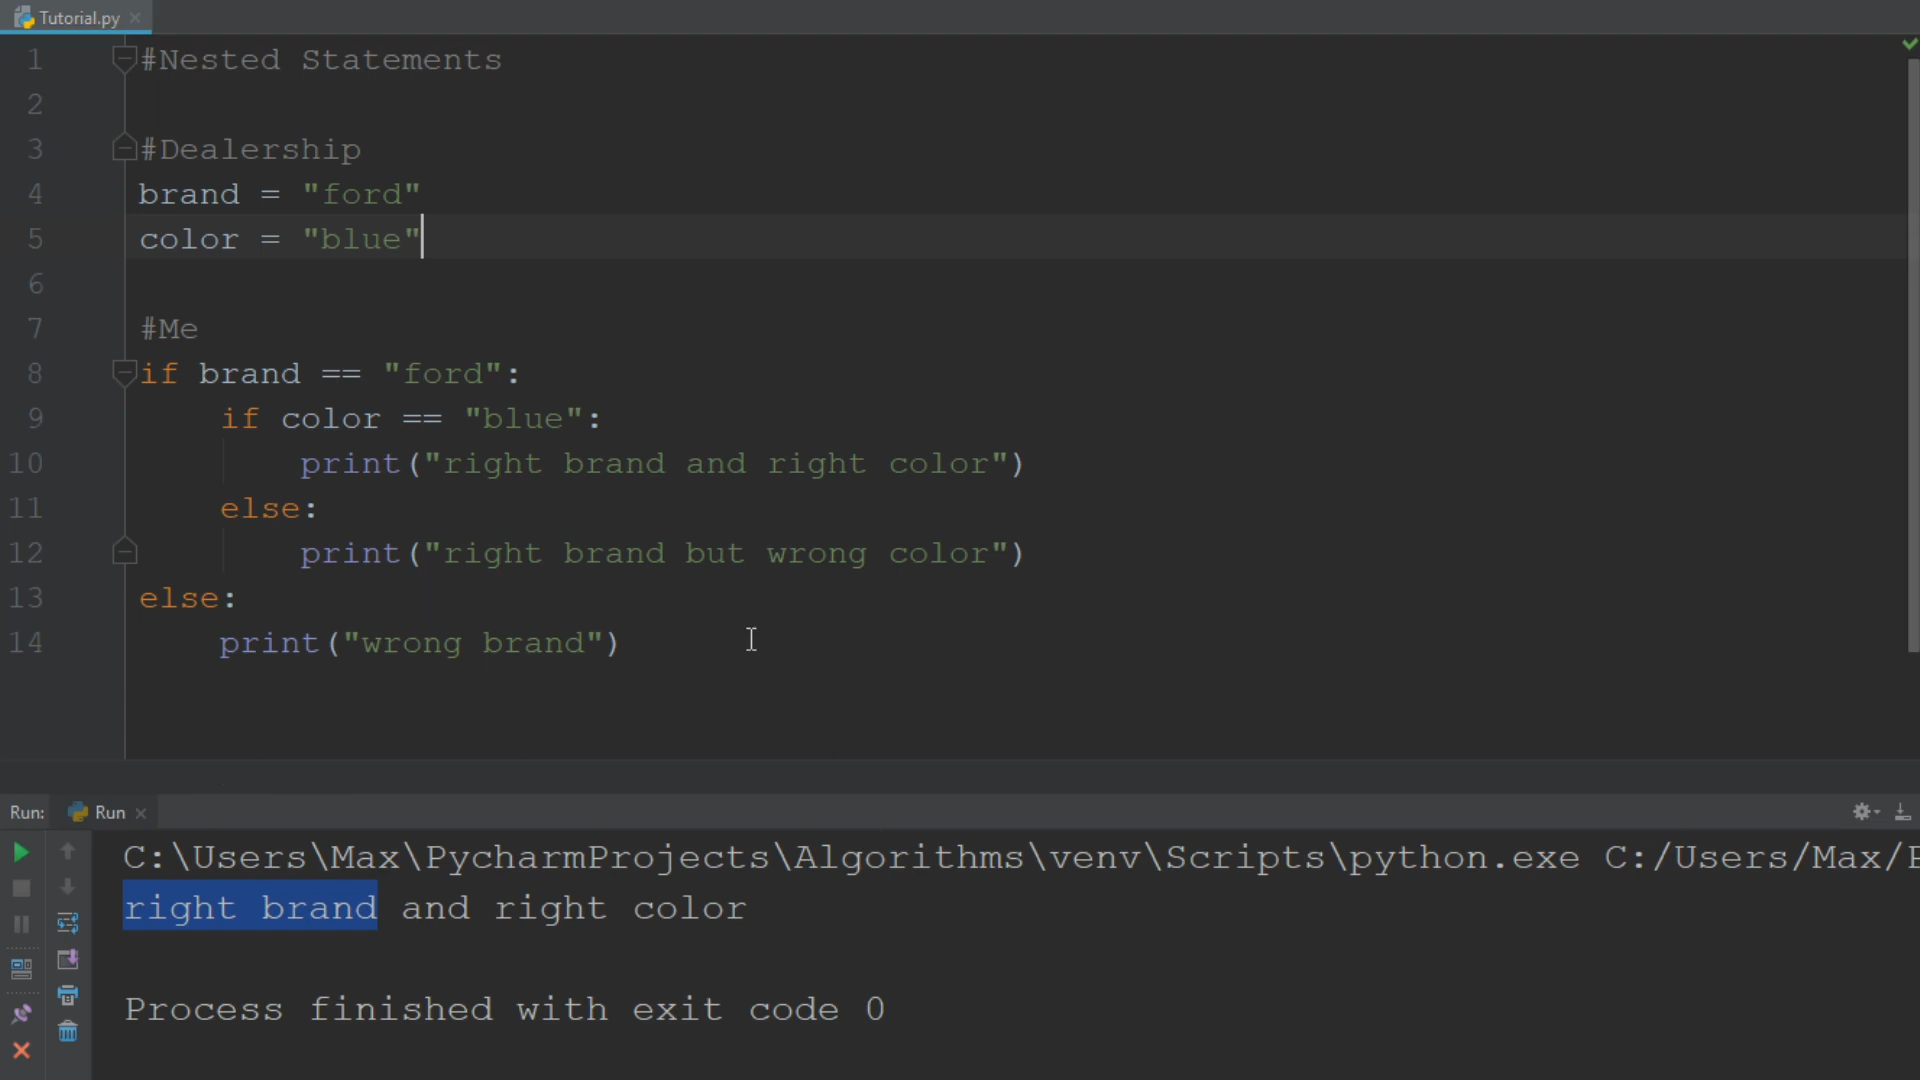 Tutorial.py
1 #Nested Statements
2
3 #Dealership
4 brand = "ford"
5 color = "blue"
6
7 #Me
8 if brand == "ford":
9 if color == "blue":
10 print("right brand and right color")
11 else:
12 print("right brand but wrong color")
13 else:
14 print("wrong brand")
Run: Run
C:\Users\Max\PycharmProjects\Algorithms\venv\Scripts\python.exe C:/Users/Max/
right brand and right color
Process finished with exit code 0